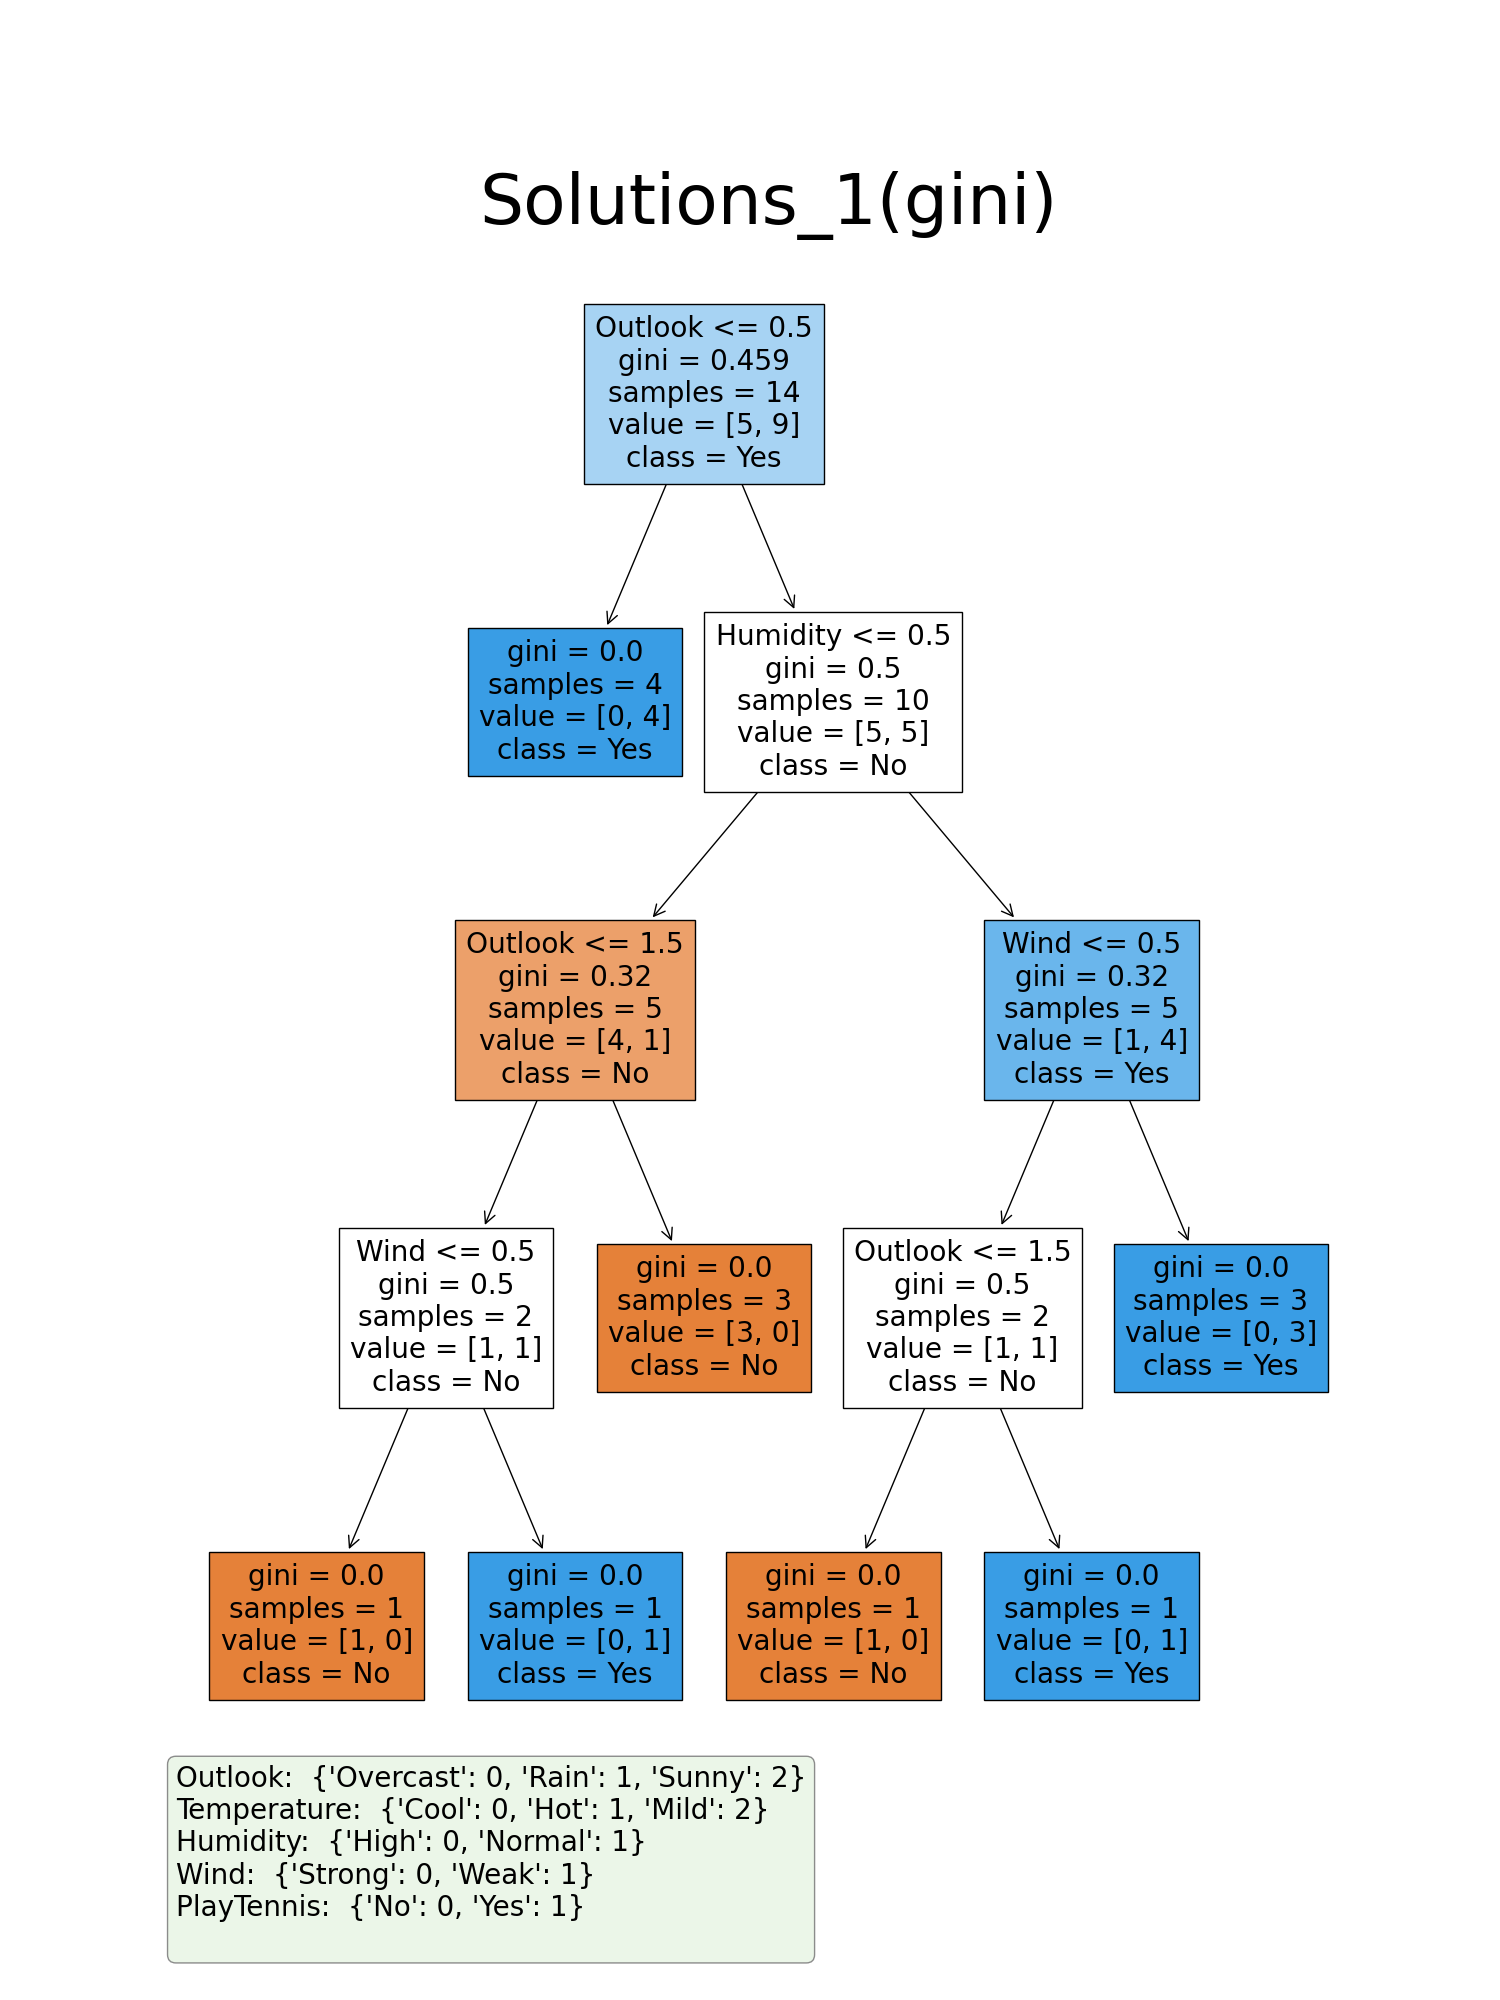 Solutions_1(gini)
Outlook <= 0.5
gini = 0.459
samples = 14
value = [5, 9]
class = Yes
gini = 0.0
samples = 4
value = [0, 4]
class = Yes
Humidity <= 0.5
gini = 0.5
samples = 10
value = [5, 5]
class = No
Outlook <= 1.5
gini = 0.32
samples = 5
value = [4, 1]
class = No
Wind <= 0.5
gini = 0.32
samples = 5
value = [1, 4]
class = Yes
Wind <= 0.5
gini = 0.5
samples = 2
value = [1, 1]
class = No
gini = 0.0
samples = 3
value = [3, 0]
class = No
Outlook <= 1.5
gini = 0.5
samples = 2
value = [1, 1]
class = No
gini = 0.0
samples = 3
value = [0, 3]
class = Yes
gini = 0.0
samples = 1
value = [1, 0]
class = No
gini = 0.0
samples = 1
value = [0, 1]
class = Yes
gini = 0.0
samples = 1
value = [1, 0]
class = No
gini = 0.0
samples = 1
value = [0, 1]
class = Yes
Outlook:  {'Overcast': 0, 'Rain': 1, 'Sunny': 2}
Temperature:  {'Cool': 0, 'Hot': 1, 'Mild': 2}
Humidity:  {'High': 0, 'Normal': 1}
Wind:  {'Strong': 0, 'Weak': 1}
PlayTennis:  {'No': 0, 'Yes': 1}